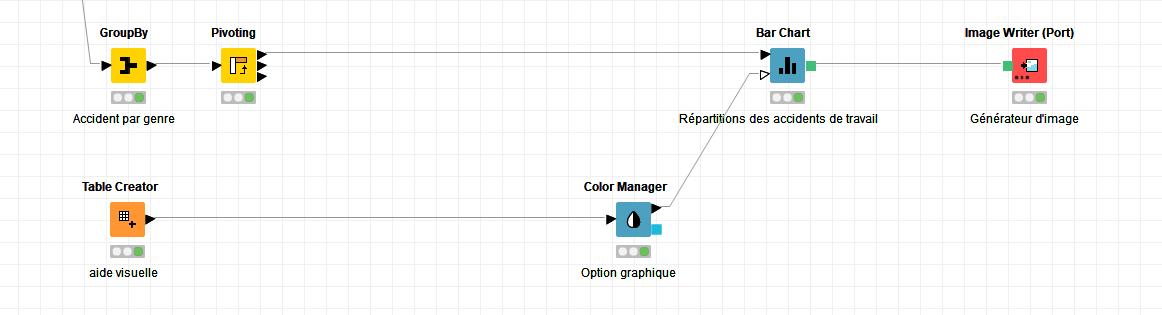 GroupBy
Pivoting
Bar Chart
Image Writer (Port)
Accident par genre
Répartitions des accidents de travail
Générateur d'image
Table Creator
Color Manager
aide visuelle
Option graphique